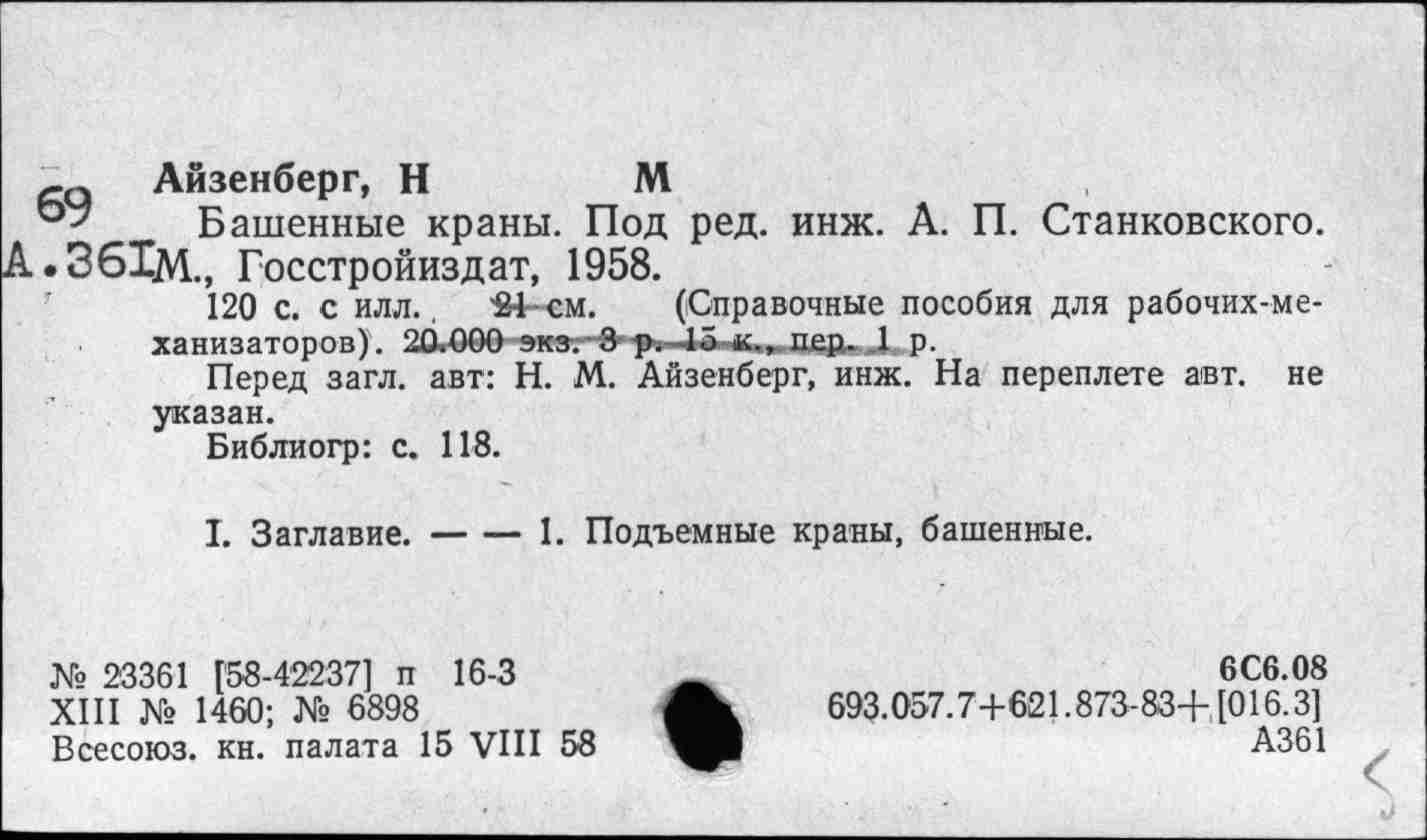 Айзенберг, Н М
69
Башенные краны. Под ред. инж. А. П. Станковского.
А.361
М., Госстройиздат, 1958.
120 с. с илл. 21 см. (Справочные пособия для рабочих-ме-
ханизаторов). 20.000 экз. 3 р. 15 к., пер. 1 р.
Перед загл. авт: Н. М. Айзенберг, инж. На переплете авт. не
указан.
Библиогр: с. 118.
I. Заглавие. — — 1. Подъемные краны, башенные.
№ 23361 [58-42237] п 16-3
6С6.08
XIII № 1460; № 6898
693.057.7+621.873-83+[016.3]
Всесоюз. кн. палата 15 VIII 58
А361